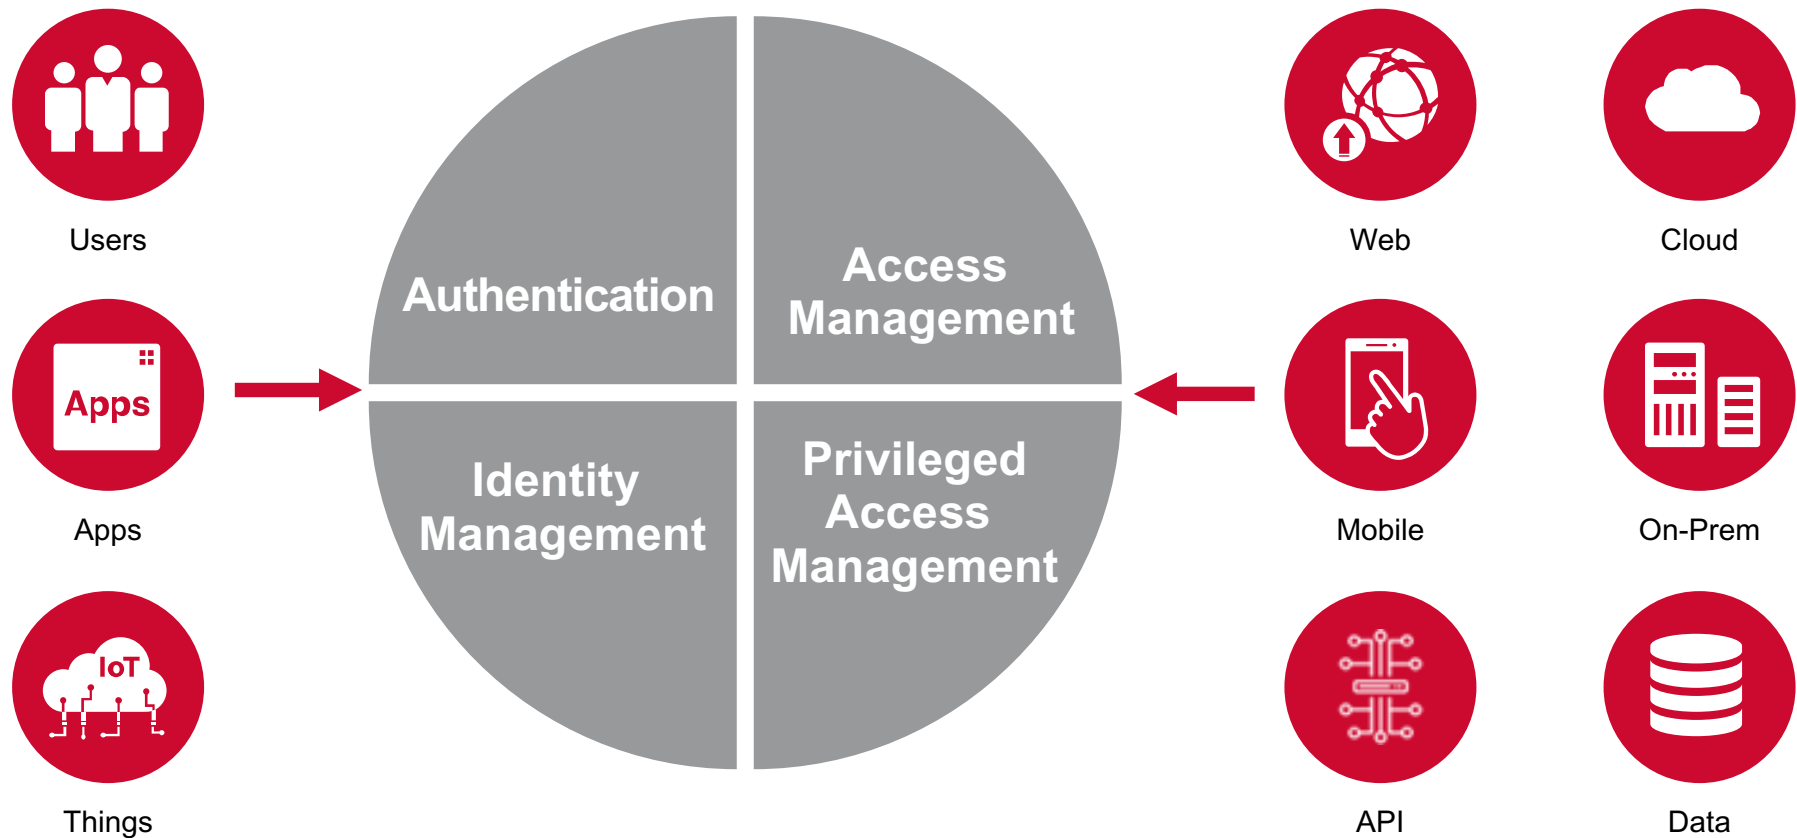 Users
Apps
Apps
IoT
Things
Authentication
Access
Management
Identity
Management
Privileged
Access
Management
Web
Cloud
Mobile
On-Prem
API
Data